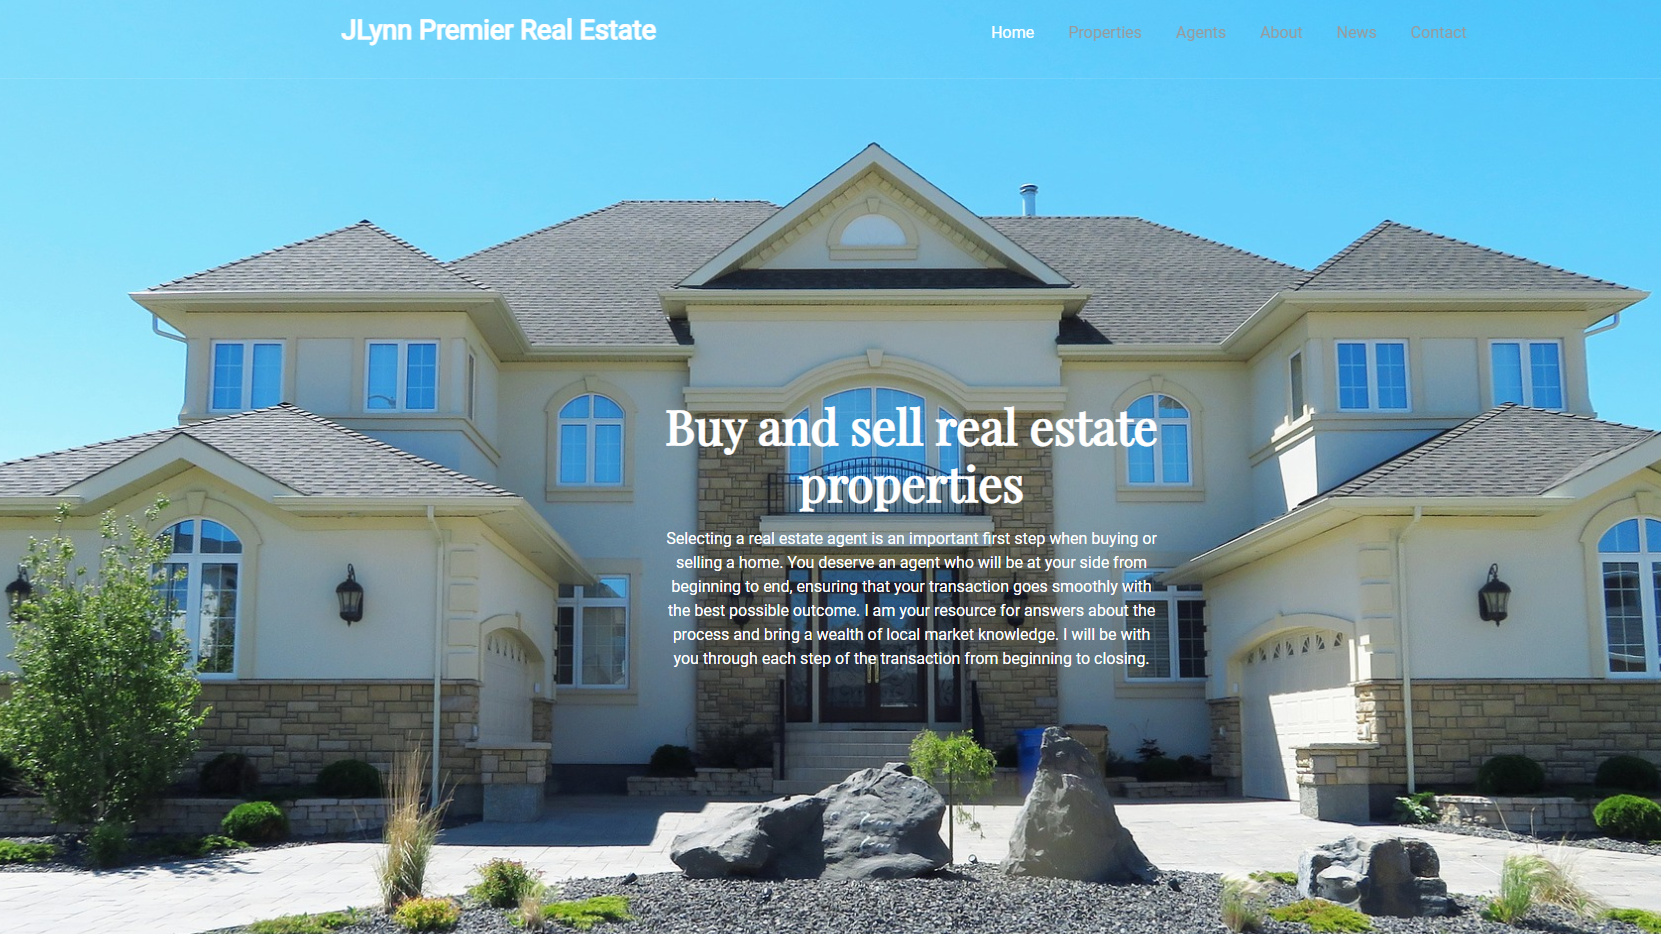 JLynn Premier Real Estate
Home Properties Agents About News Contact
Buy and sell real estate
properties
Selecting a real estate agent is an important first step when buying or
selling a home. You deserve an agent who will be at your side from
beginning to end, ensuring that your transaction goes smoothly with
the best possible outcome. I am your resource for answers about the
process and bring a wealth of local market knowledge. I will be with
you through each step of the transaction from beginning to closing.